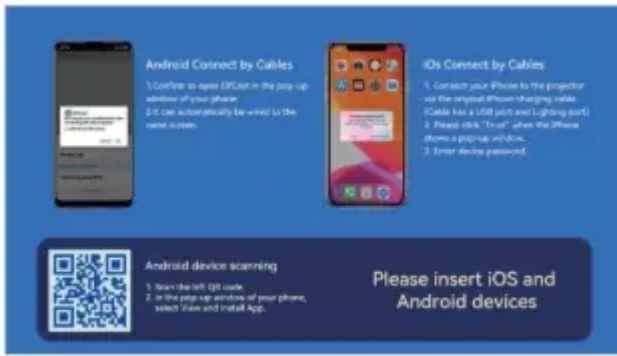 Android Connect by Cables
1.Confirm to open EZCast in the pop-up
window of your phone.
2.It can automatically be wired to the
same screen.
iOs Connect by Cables
1. Connect your iPhone to the projector
via the original iPhone charging cable
(Cable has a USB port and Lighting port)
2. Please click "Trust" when the iPhone
shows a pop-up window.
3. Enter device password.
Android device scanning
1. Scan the left QR code.
2. In the pop-up window of your phone,
select View and Install App.
Please insert iOS and
Android devices